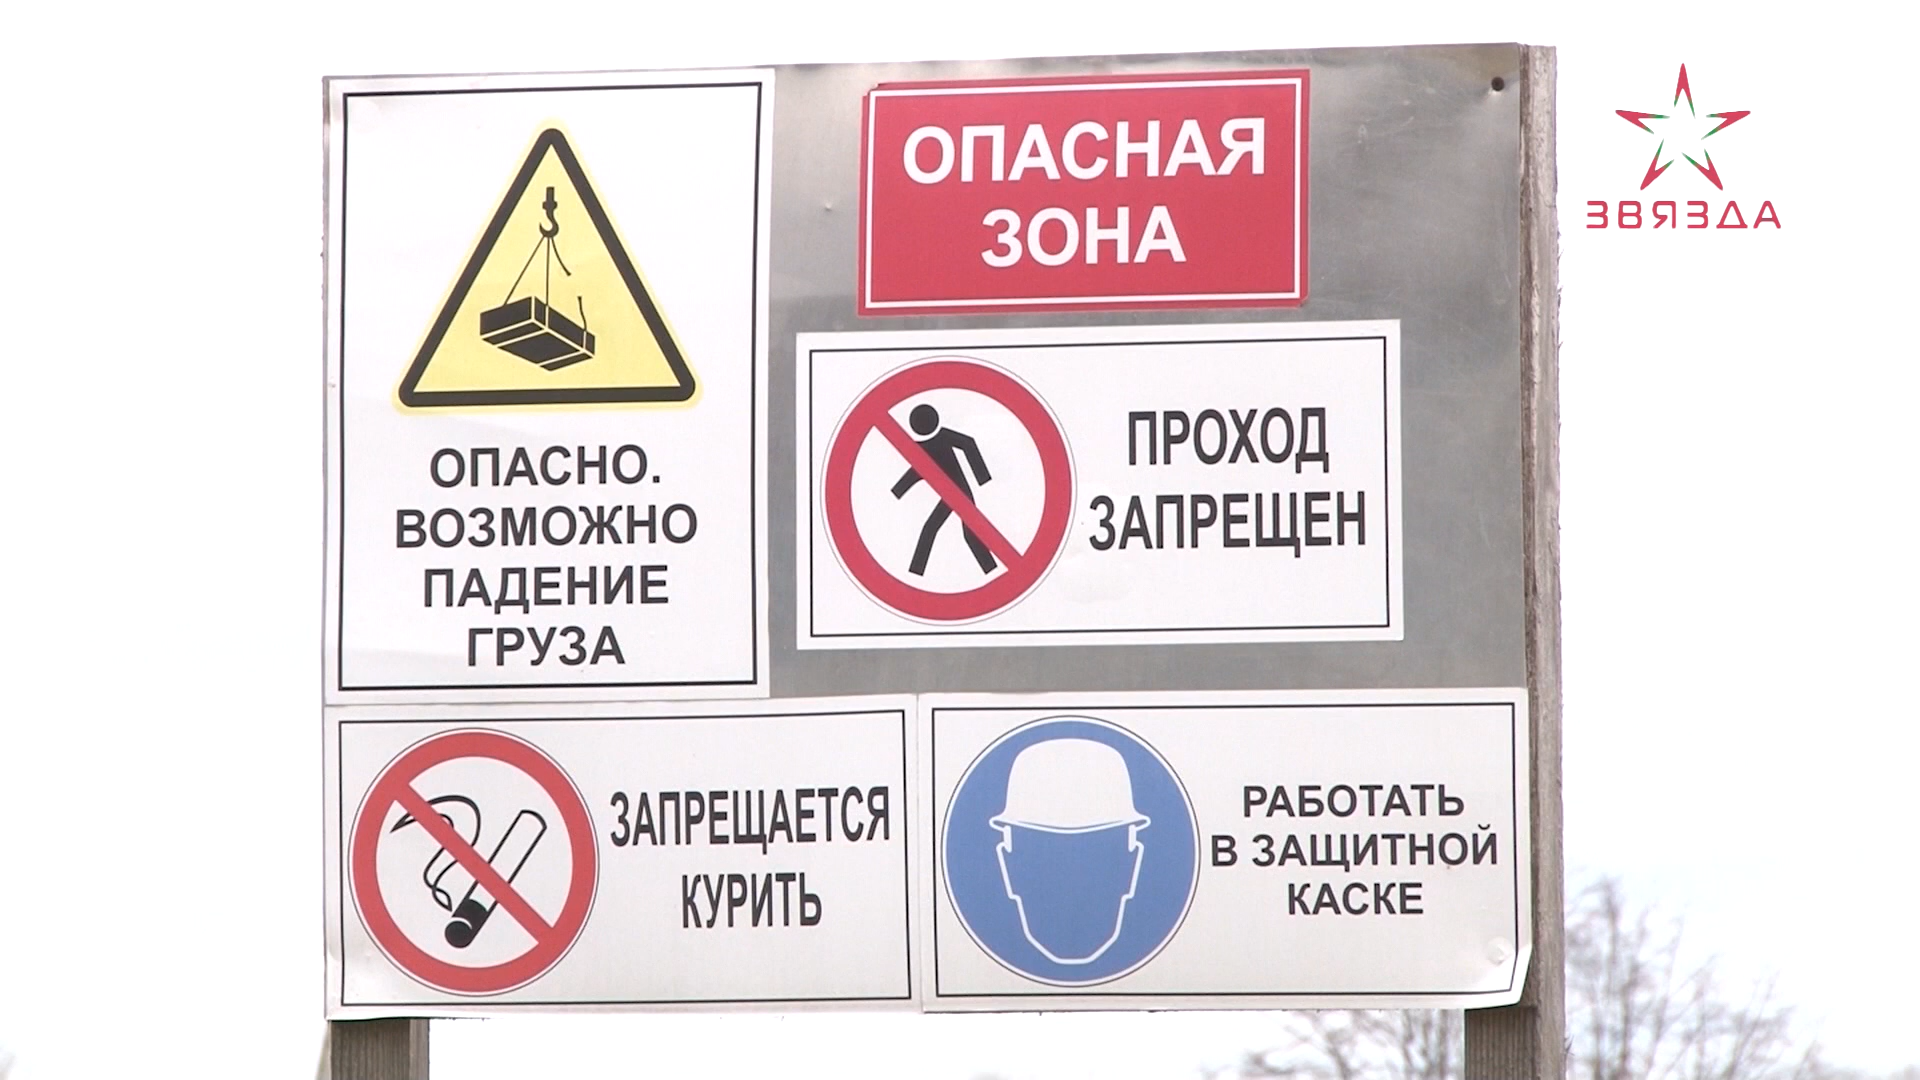 ОПАСНО.
ВОЗМОЖНО
ПАДЕНИЕ
ГРУЗА
ОПАСНАЯ
ЗОНА
ЗВЯЗДА
ПРОХОД
ЗАПРЕЩЕН
ЗАПРЕЩАЕТСЯ
КУРИТЬ
РАБОТАТЬ
В ЗАЩИТНОЙ
КАСКЕ